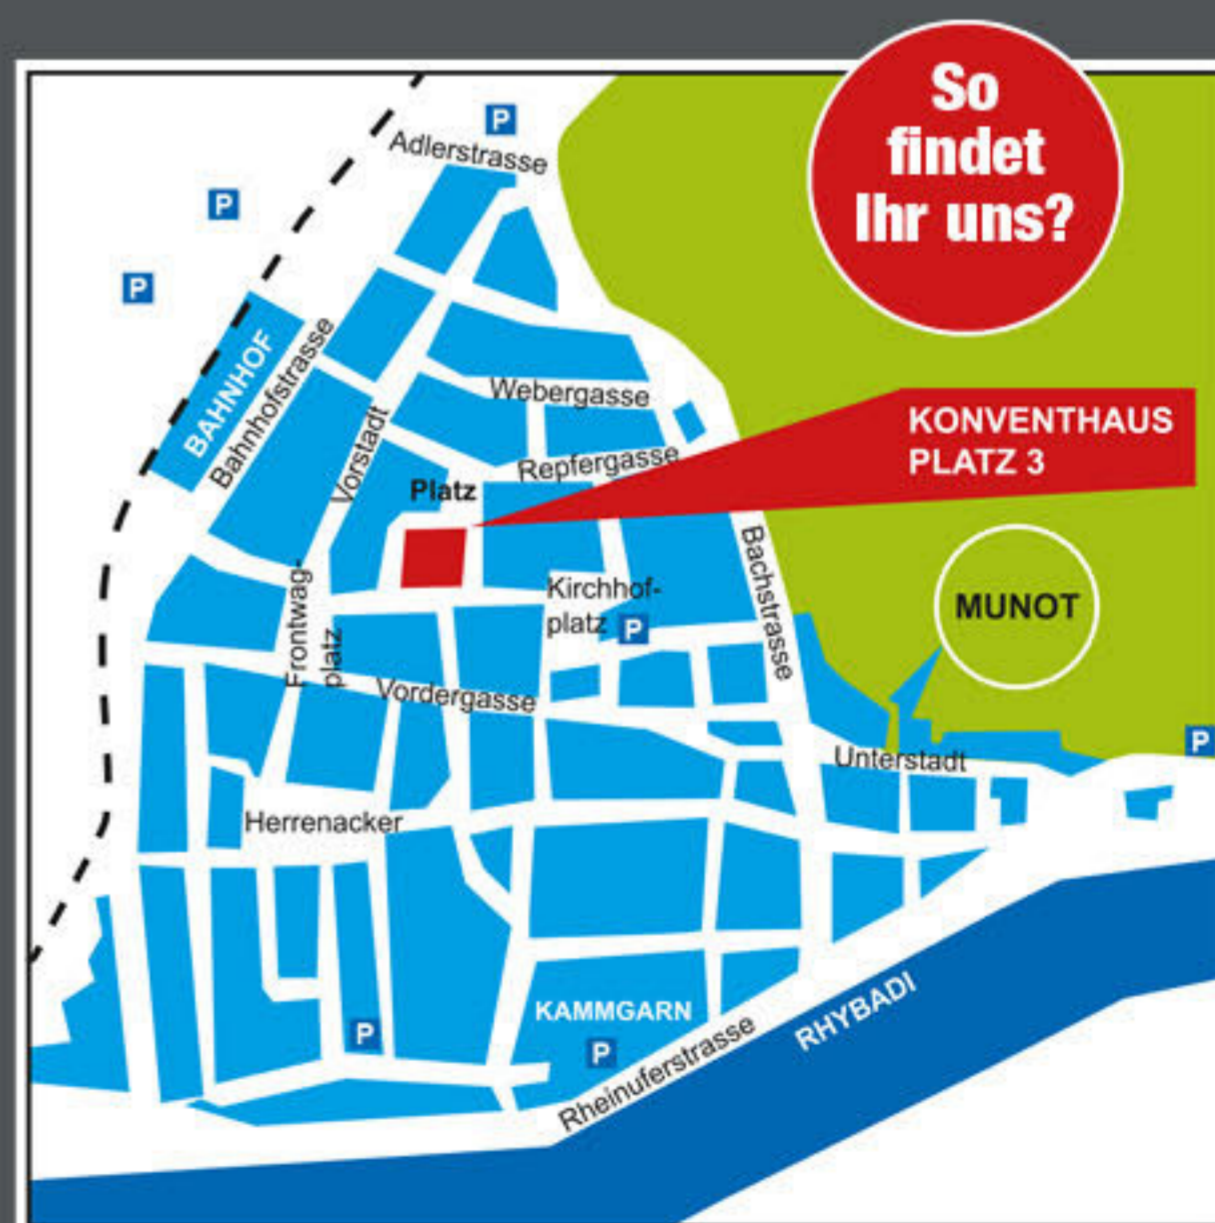 So
findet
Ihr uns?
P
Adlerstrasse
P
P
BAHNHOF
Bahnhofstrasse
Webergasse
Vorstadt
Repfergasse
KONVENTHAUS
PLATZ 3
Platz
Bachstrasse
MUNOT
Frontwag-
platz
Kirchhof-
platz P
Vordergasse
P
Unterstadt
Herrenacker
KAMMGARN
P
P
RHYBADI
Rheinuferstrasse